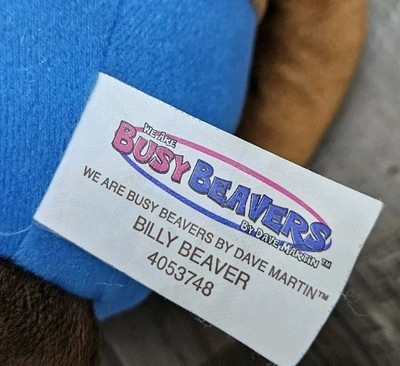 WE ARE
BUSY BEAVERS
BY DAVE MARTIN™
WE ARE BUSY BEAVERS BY DAVE MARTIN™
BILLY BEAVER
4053748